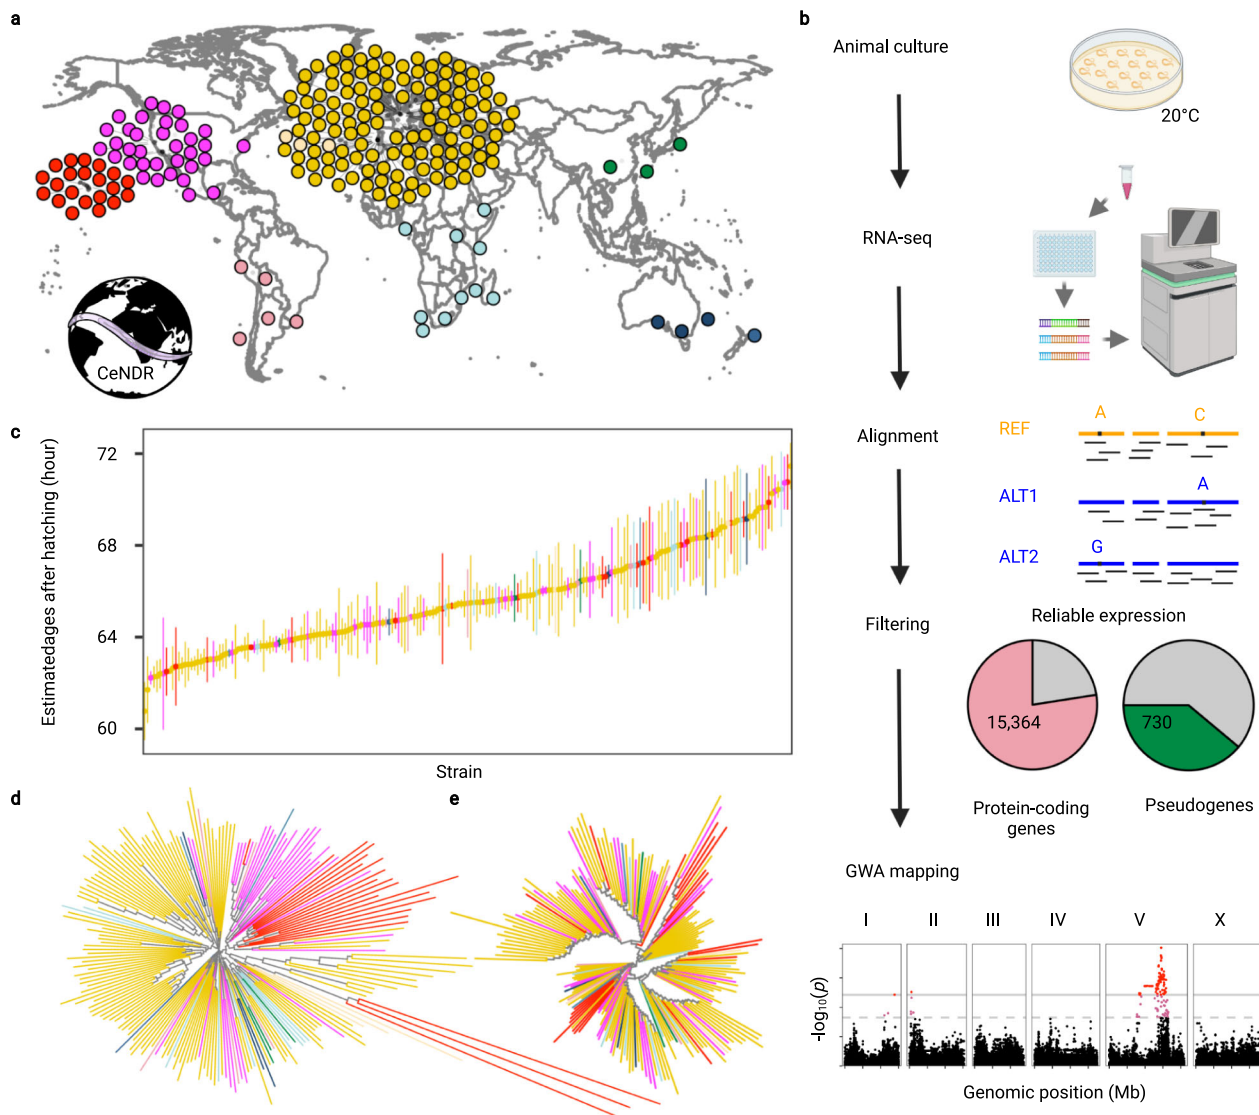 a
CeNDR
b
Animal culture
20°C
RNA-seq
Alignment
REF
A
C
ALT1
A
ALT2
G
Filtering
Reliable expression
15,364
730
Protein-coding
genes
Pseudogenes
GWA mapping
I
II
III
IV
V
X
-log10(p)
Genomic position (Mb)
c
Estimatedages after hatching (hour)
72
68
64
60
Strain
d
e